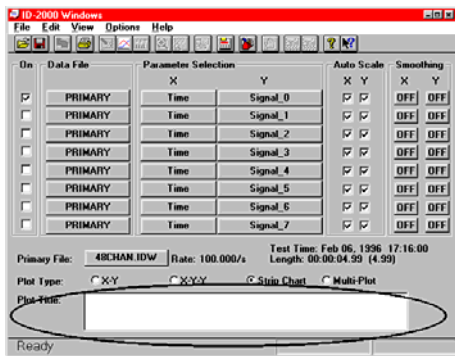 ID-2000 Windows
File Edit View Options Help
On Data File Parameter Selection Auto Scale Smoothing
X Y X Y X Y
PRIMARY Time Signal_0 OFF OFF
PRIMARY Time Signal_1 OFF OFF
PRIMARY Time Signal_2 OFF OFF
PRIMARY Time Signal_3 OFF OFF
PRIMARY Time Signal_4 OFF OFF
PRIMARY Time Signal_5 OFF OFF
PRIMARY Time Signal_6 OFF OFF
PRIMARY Time Signal_7 OFF OFF
Test Time: Feb 06, 1996 17:16:00
Primary File: 48CHAN.IDW Rate: 100.000/s Length: 00:00:04.99 (4.99)
Plot Type: X-Y X-Y-Y Strip Chart Multi-Plot
Plot Title:
Ready